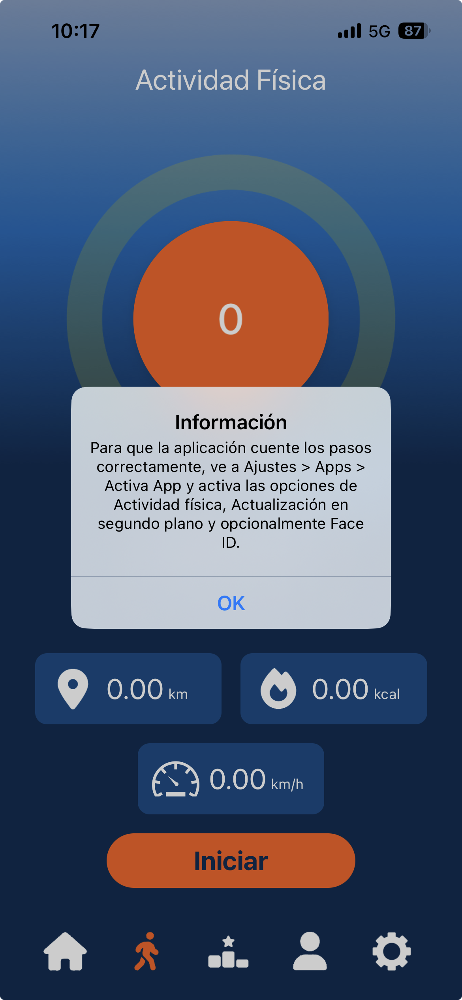 10:17
5G 87
Actividad Física
0
Información
Para que la aplicación cuente los pasos
correctamente, ve a Ajustes > Apps >
Activa App y activa las opciones de
Actividad física, Actualización en
segundo plano y opcionalmente Face
ID.
OK
0.00 km
0.00 kcal
0.00 km/h
Iniciar